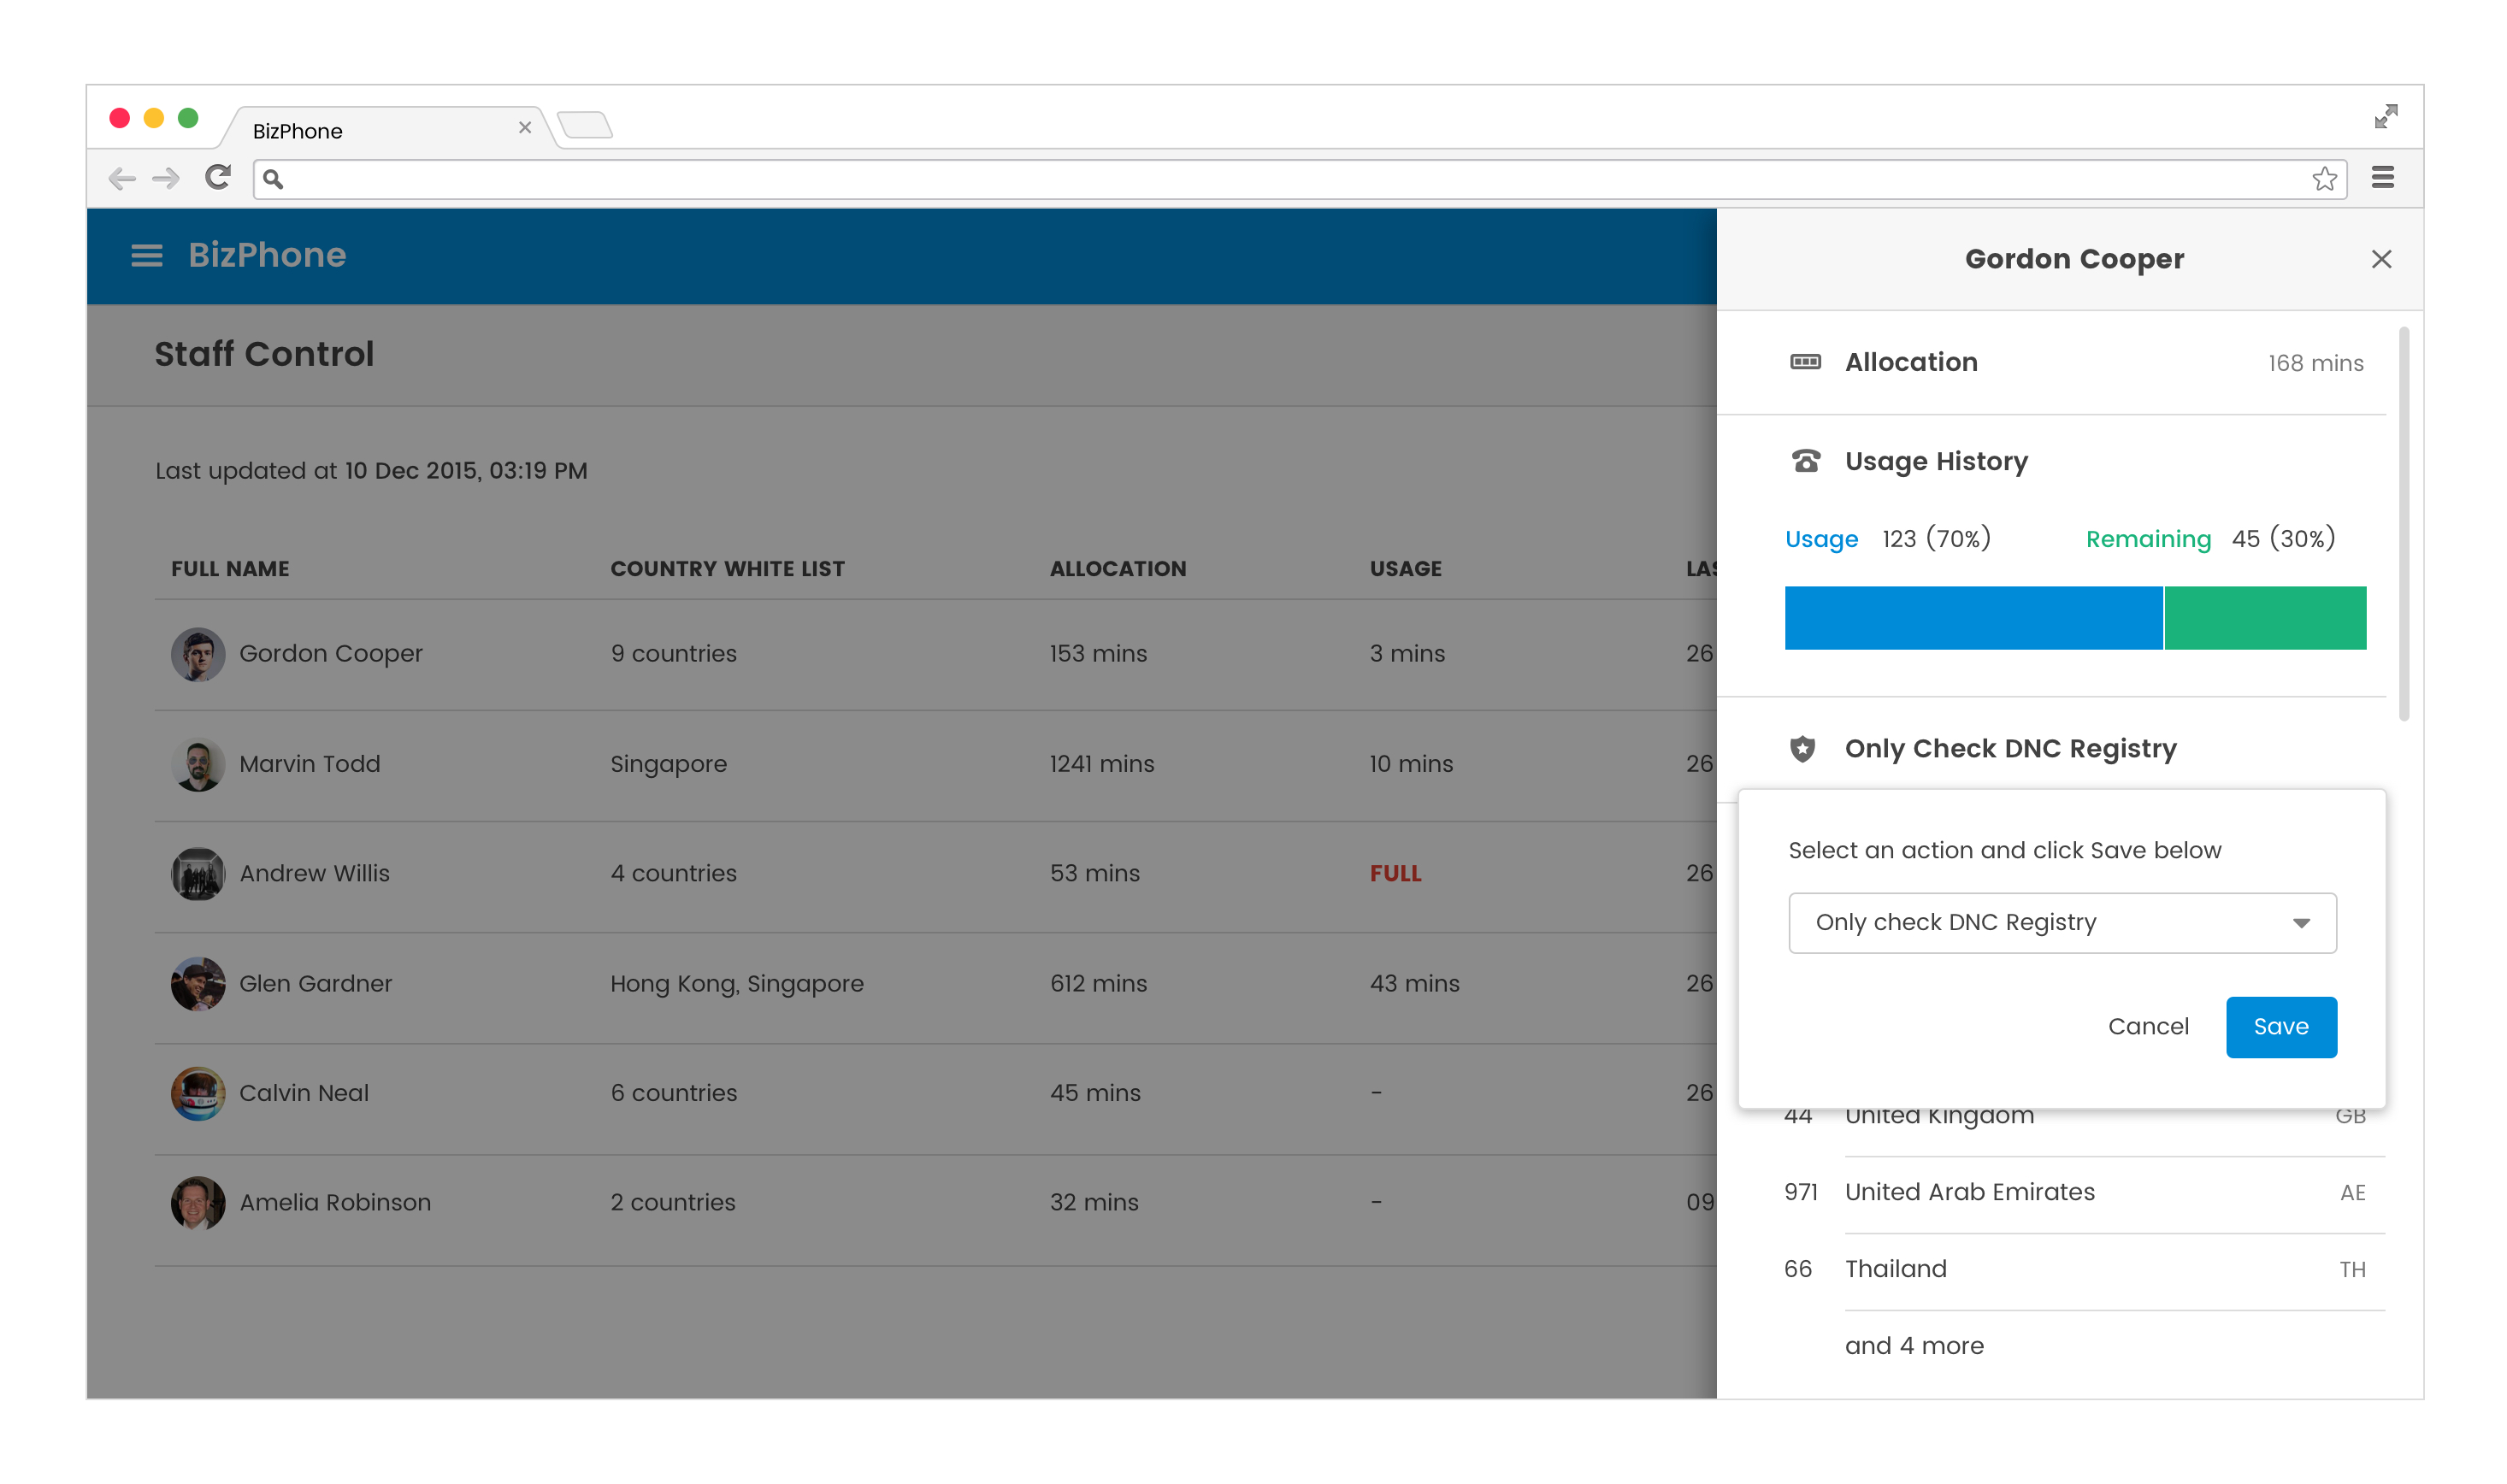 BizPhone
BizPhone
Staff Control
Last updated at 10 Dec 2015, 03:19 PM
FULL NAME COUNTRY WHITE LIST ALLOCATION USAGE
Gordon Cooper 9 countries 153 mins 3 mins 26
Marvin Todd Singapore 1241 mins 10 mins 26
Andrew Willis 4 countries 53 mins FULL 26
Glen Gardner Hong Kong, Singapore 612 mins 43 mins 26
Calvin Neal 6 countries 45 mins - 26
Amelia Robinson 2 countries 32 mins - 09
Gordon Cooper
Allocation 168 mins
Usage History
Usage 123 (70%) Remaining 45 (30%)
Only Check DNC Registry
Select an action and click Save below
Only check DNC Registry
Cancel Save
44 United Kingdom GB
971 United Arab Emirates AE
66 Thailand TH
and 4 more